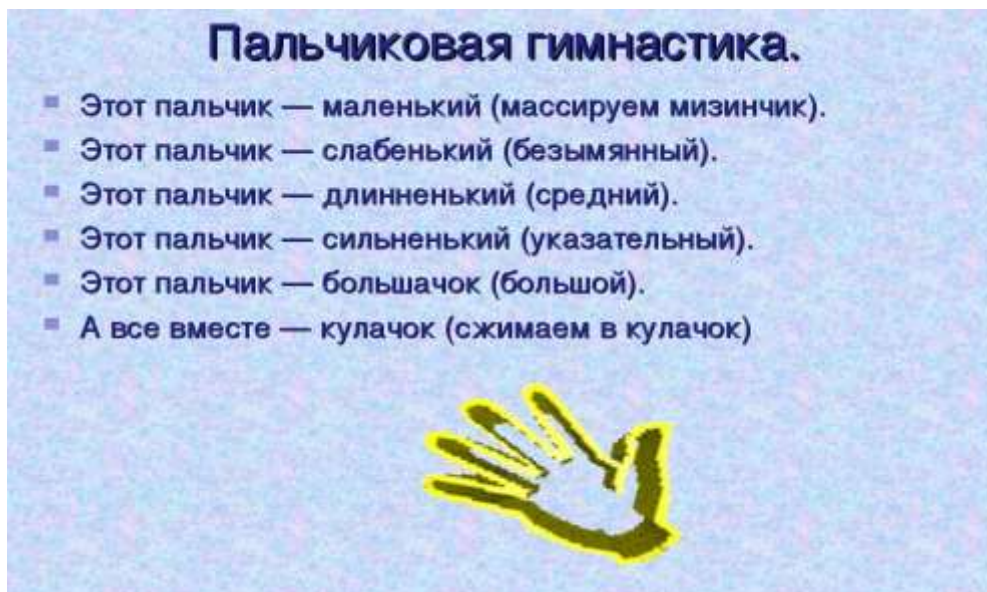 Пальчиковая гимнастика.
Этот пальчик — маленький (массируем мизинчик).
Этот пальчик — слабенький (безымянный).
Этот пальчик — длинненький (средний).
Этот пальчик — сильненький (указательный).
Этот пальчик — большачок (большой).
А все вместе — кулачок (сжимаем в кулачок)